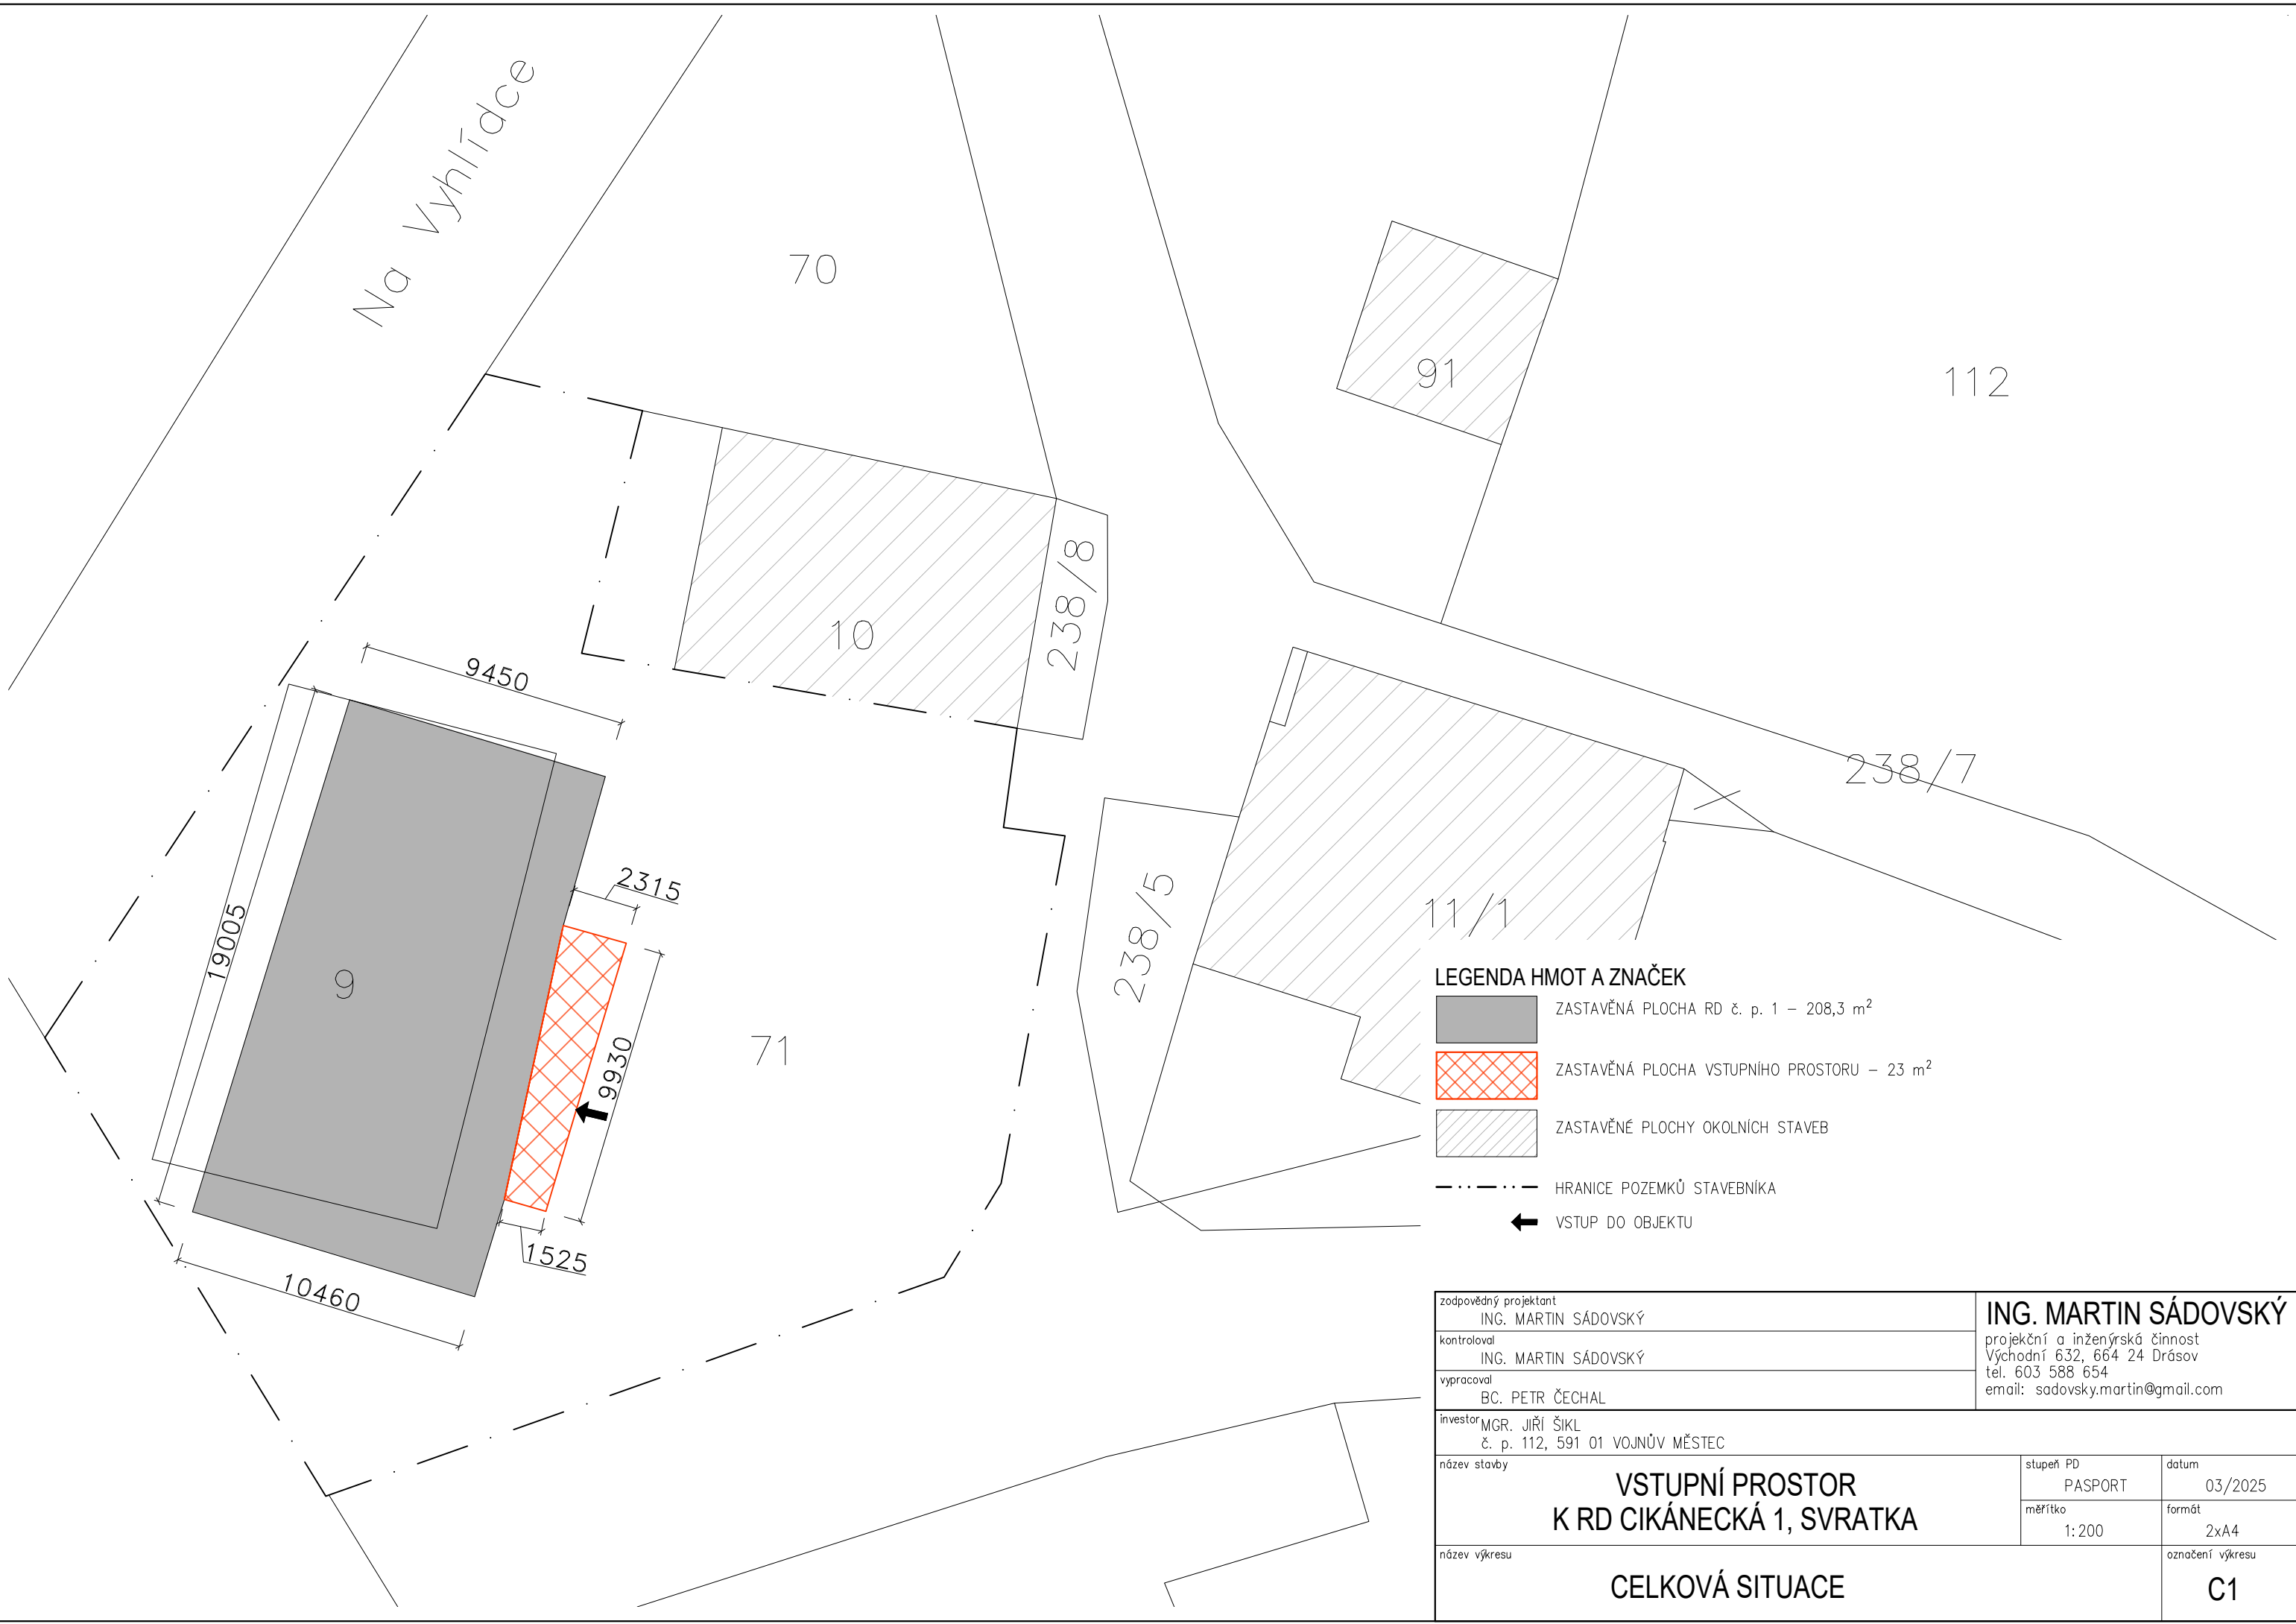 Na Vyhlídce
70
91
112
10
238/8
9450
238/7
2315
11/1
238/5
19005
9
71
9930
1525
10460
LEGENDA HMOT A ZNAČEK
ZASTAVĚNÁ PLOCHA RD č. p. 1 – 208,3 m²
ZASTAVĚNÁ PLOCHA VSTUPNÍHO PROSTORU – 23 m²
ZASTAVĚNÉ PLOCHY OKOLNÍCH STAVEB
HRANICE POZEMKŮ STAVEBNÍKA
VSTUP DO OBJEKTU
zodpovědný projektant
ING. MARTIN SÁDOVSKÝ
kontroloval
ING. MARTIN SÁDOVSKÝ
vypracoval
BC. PETR ČECHAL
ING. MARTIN SÁDOVSKÝ
projekční a inženýrská činnost
Východní 632, 664 24 Drásov
tel. 603 588 654
email: sadovsky.martin@gmail.com
investor
MGR. JIŘÍ ŠIKL
č. p. 112, 591 01 VOJNŮV MĚSTEC
název stavby
VSTUPNÍ PROSTOR
K RD CIKÁNECKÁ 1, SVRATKA
stupeň PD
PASPORT
datum
03/2025
měřítko
1:200
formát
2xA4
název výkresu
CELKOVÁ SITUACE
označení výkresu
C1